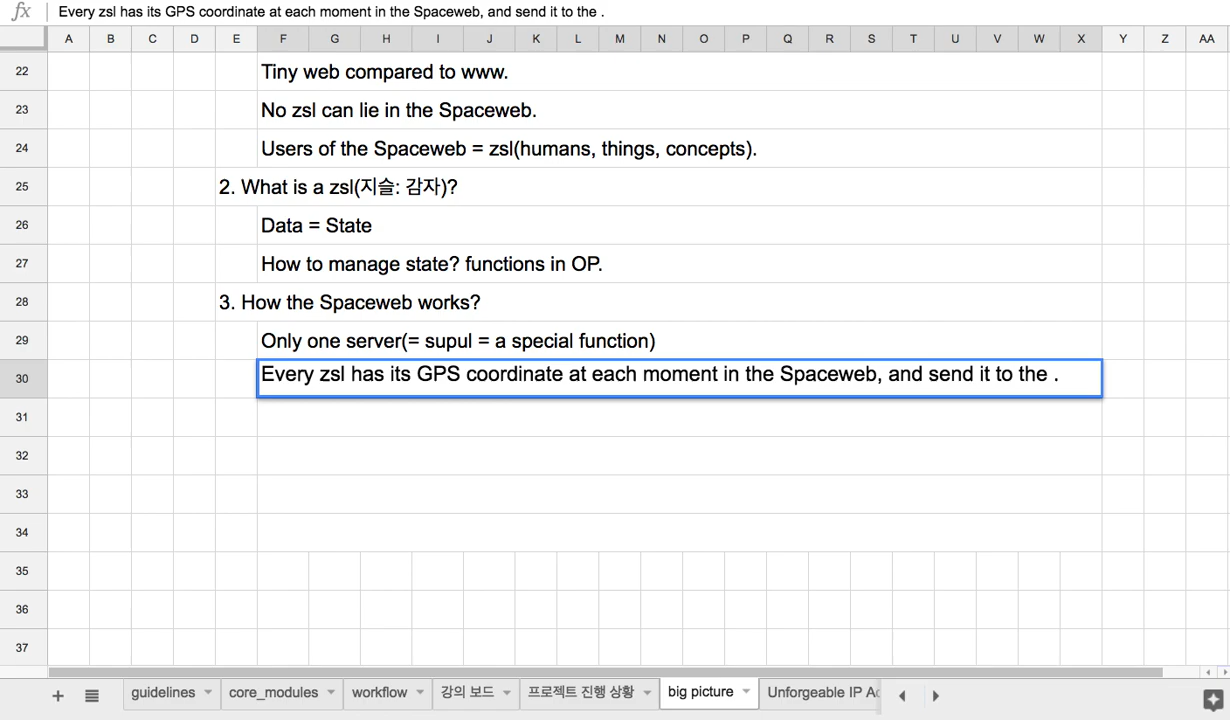 fx Every zsl has its GPS coordinate at each moment in the Spaceweb, and send it to the .
A B C D E F G H I J K L M N O P Q R S T U V W X Y Z AA
22 Tiny web compared to www.
23 No zsl can lie in the Spaceweb.
24 Users of the Spaceweb = zsl(humans, things, concepts).
25 2. What is a zsl(지슬: 감자)?
26 Data = State
27 How to manage state? functions in OP.
28 3. How the Spaceweb works?
29 Only one server(= supul = a special function)
30 Every zsl has its GPS coordinate at each moment in the Spaceweb, and send it to the .
31
32
33
34
35
36
37
guidelines core_modules workflow 강의 보드 프로젝트 진행 상황 big picture Unforgeable IP